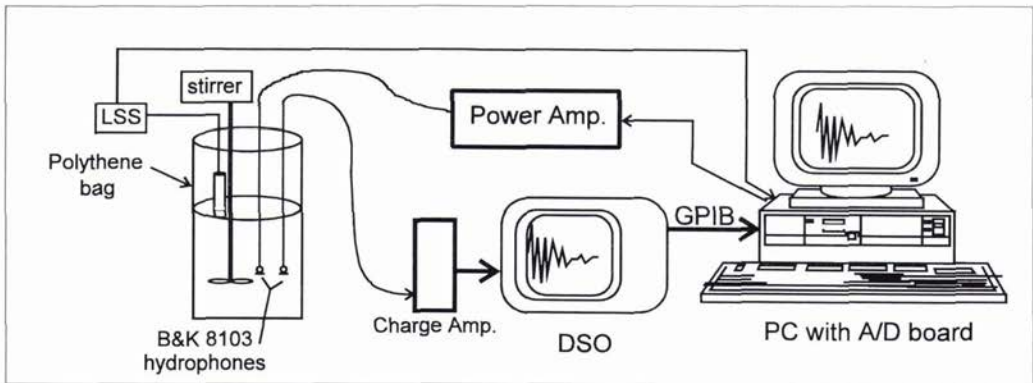 stirrer
LSS
Power Amp.
Polythene
bag
GPIB
Charge Amp.
DSO
PC with A/D board
B&K 8103
hydrophones